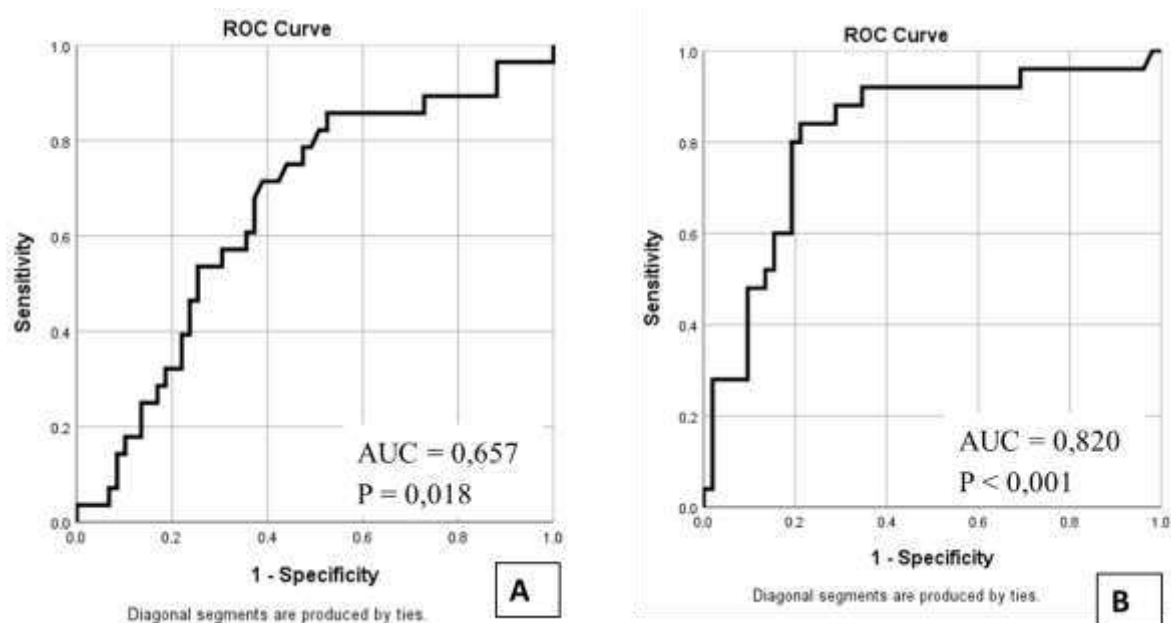 ROC Curve
1.0
0.8
0.6
0.4
0.2
0.0
Sensitivity
AUC = 0,657
P = 0,018
0.0 0.2 0.4 0.6 0.8 1.0
1 - Specificity
A
Diagonal segments are produced by ties.
ROC Curve
1.0
0.8
0.6
0.4
0.2
0.0
Sensitivity
AUC = 0,820
P < 0,001
0.0 0.2 0.4 0.6 0.8 1.0
1 - Specificity
B
Diagonal segments are produced by ties.